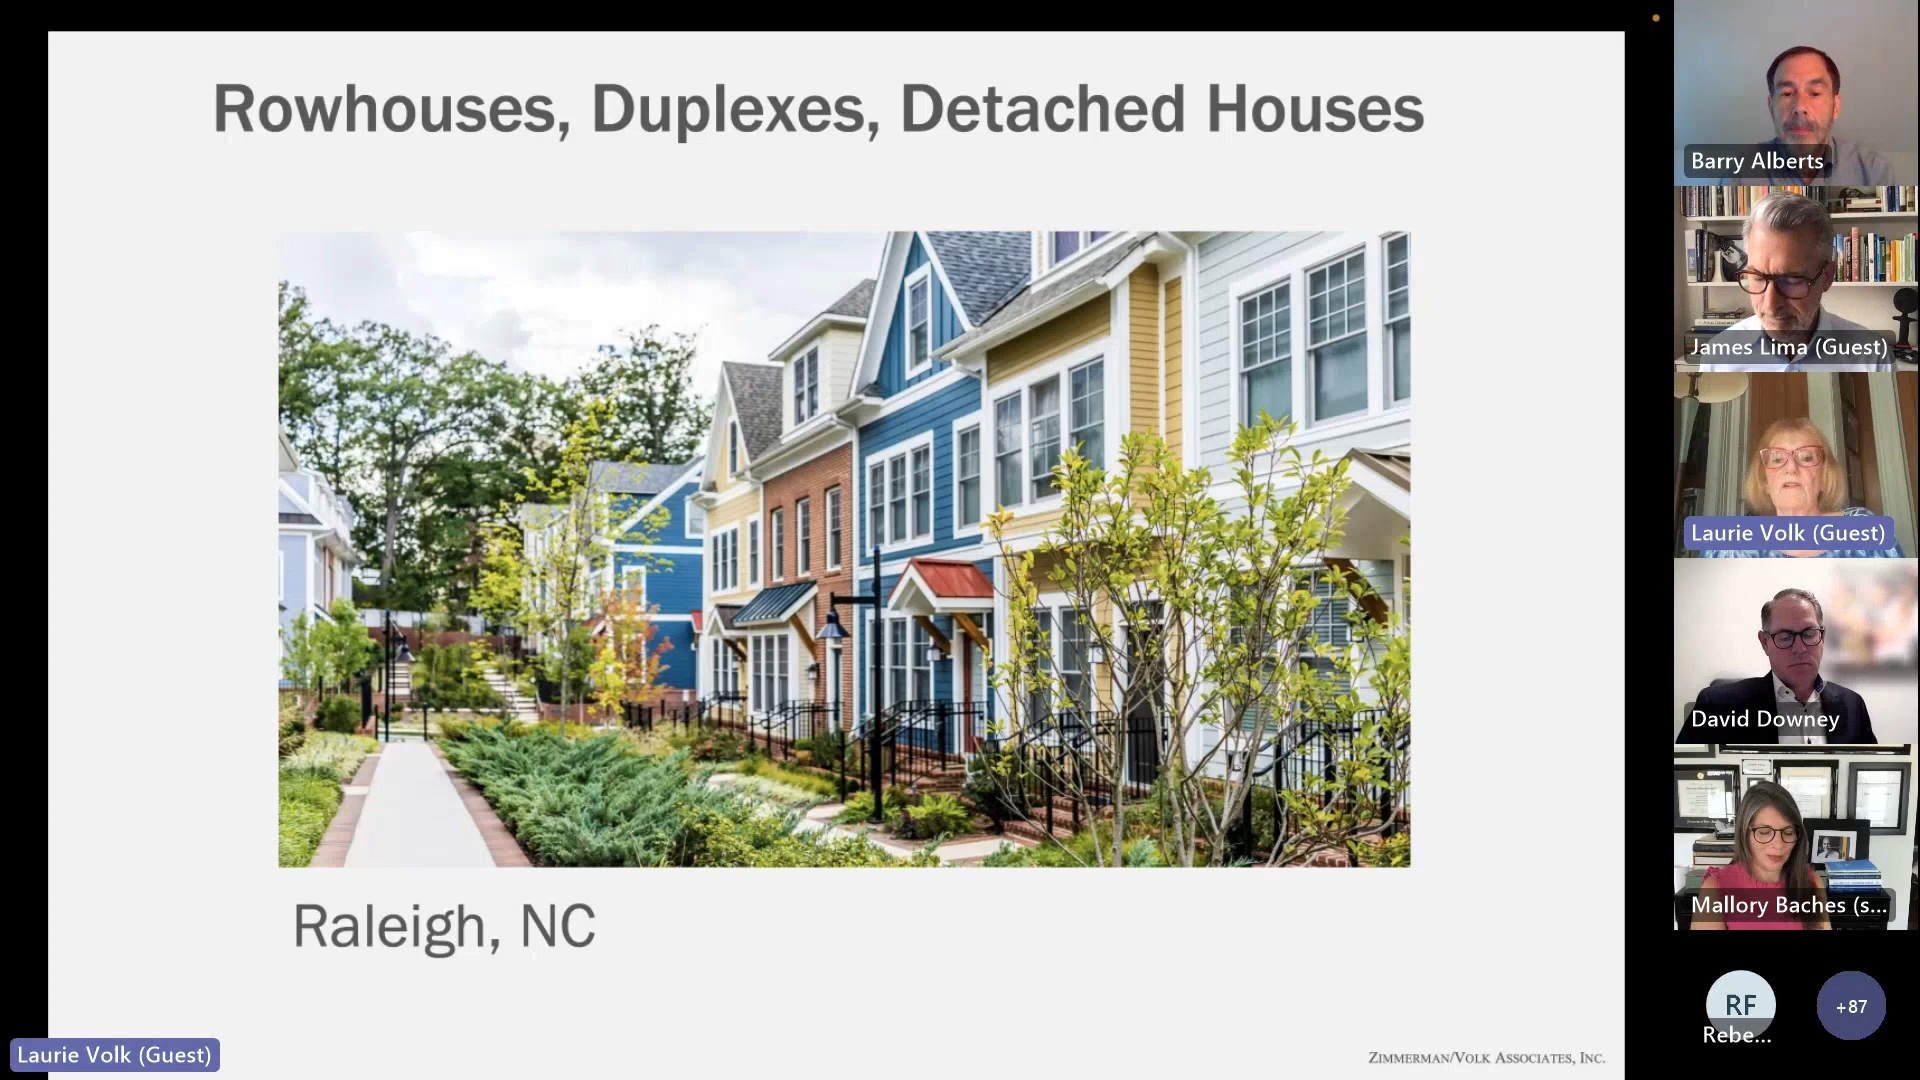 Rowhouses, Duplexes, Detached Houses
Raleigh, NC
ZIMMERMAN/VOLK ASSOCIATES, INC.
Laurie Volk (Guest)
Barry Alberts
James Lima (Guest)
Laurie Volk (Guest)
David Downey
Mallory Baches (s...
RF
Rebe...
+87